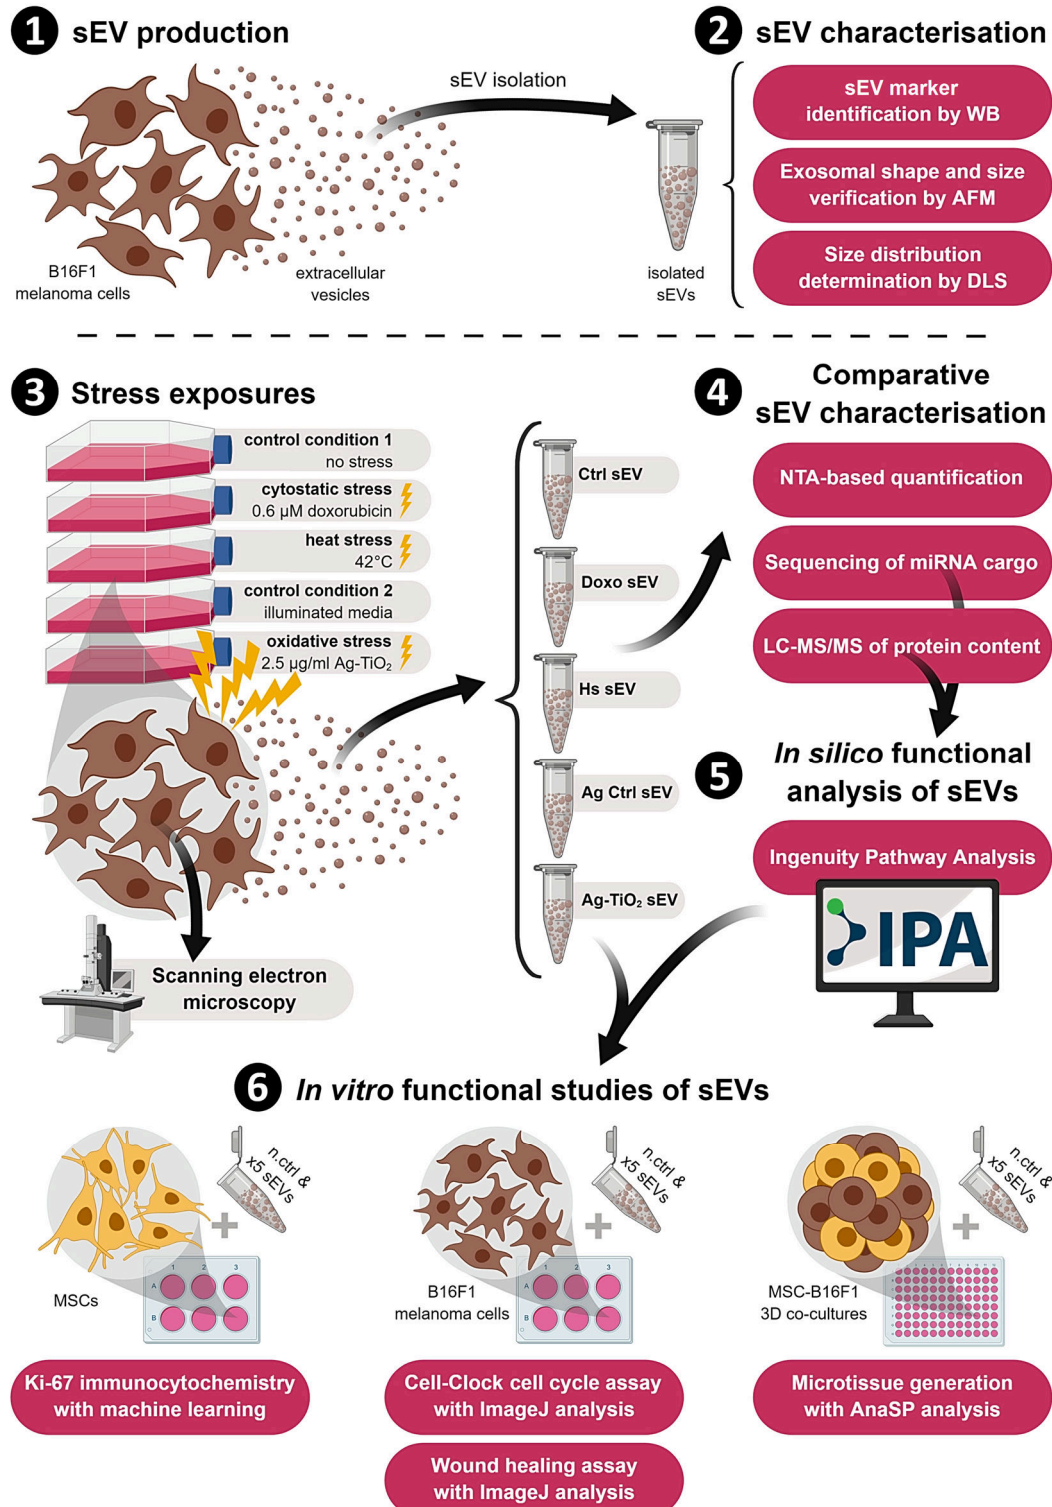 1 sEV production
sEV isolation
B16F1
melanoma cells
extracellular
vesicles
isolated
sEVs
2 sEV characterisation
sEV marker
identification by WB
Exosomal shape and size
verification by AFM
Size distribution
determination by DLS
3 Stress exposures
control condition 1
no stress
cytostatic stress
0.6 µM doxorubicin
heat stress
42°C
control condition 2
illuminated media
oxidative stress
2.5 µg/ml Ag-TiO₂
Scanning electron
microscopy
Ctrl sEV
Doxo sEV
Hs sEV
Ag Ctrl sEV
Ag-TiO₂ sEV
4 Comparative
sEV characterisation
NTA-based quantification
Sequencing of miRNA cargo
LC-MS/MS of protein content
5 In silico functional
analysis of sEVs
Ingenuity Pathway Analysis
IPA
6 In vitro functional studies of sEVs
n.ctrl &
x5 sEVs
MSCs
1 2 3
A
B
Ki-67 immunocytochemistry
with machine learning
n.ctrl &
x5 sEVs
B16F1
melanoma cells
1 2 3
A
B
Cell-Clock cell cycle assay
with ImageJ analysis
Wound healing assay
with ImageJ analysis
n.ctrl &
x5 sEVs
MSC-B16F1
3D co-cultures
Microtissue generation
with AnaSP analysis